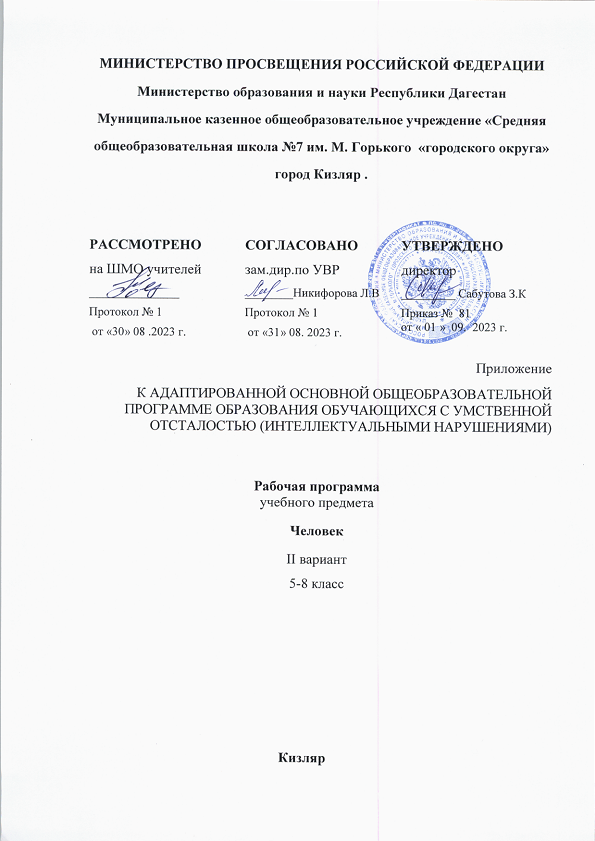 МИНИСТЕРСТВО ПРОСВЕЩЕНИЯ РОССИЙСКОЙ ФЕДЕРАЦИИ
Министерство образования и науки Республики Дагестан
Муниципальное казенное общеобразовательное учреждение «Средняя
общеобразовательная школа №7 им. М. Горького «городского округа»
город Кизляр .
РАССМОТРЕНО СОГЛАСОВАНО УТВЕРЖДЕНО
на ШМО учителей зам.дир.по УВР директор
Никифорова Л.В Сабутова З.К
Протокол № 1 Протокол № 1 Приказ № 81
от «30» 08 .2023 г. от «31» 08. 2023 г. от « 01 » 09. 2023 г.
Приложение
К АДАПТИРОВАННОЙ ОСНОВНОЙ ОБЩЕОБРАЗОВАТЕЛЬНОЙ
ПРОГРАММЕ ОБРАЗОВАНИЯ ОБУЧАЮЩИХСЯ С УМСТВЕННОЙ
ОТСТАЛОСТЬЮ (ИНТЕЛЛЕКТУАЛЬНЫМИ НАРУШЕНИЯМИ)
Рабочая программа
учебного предмета
Человек
II вариант
5-8 класс
Кизляр